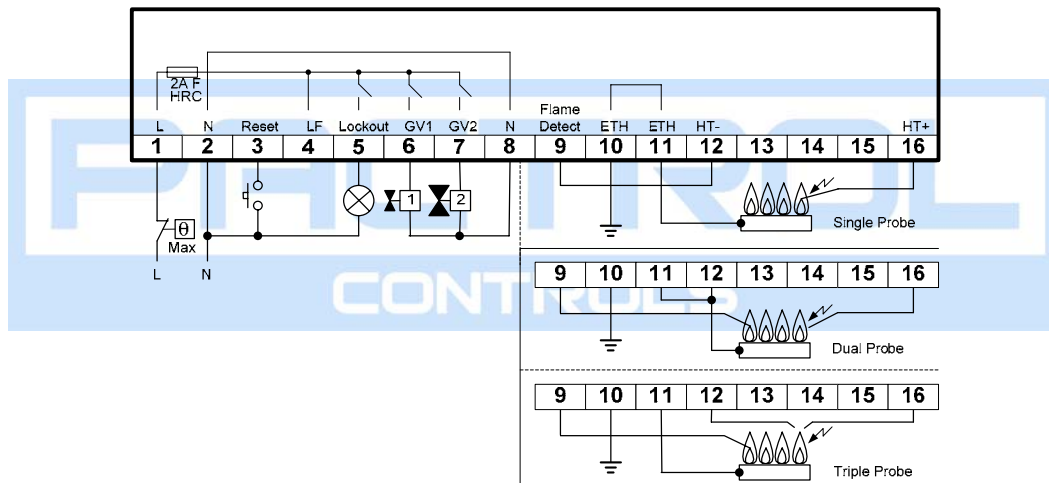 2A F
HRC
Flame
L N Reset LF Lockout GV1 GV2 N Detect ETH ETH HT- HT+
1 2 3 4 5 6 7 8 9 10 11 12 13 14 15 16
1 2
θ
Max
L N
Single Probe
9 10 11 12 13 14 15 16
Dual Probe
9 10 11 12 13 14 15 16
Triple Probe
PACTROL
CONTROLS